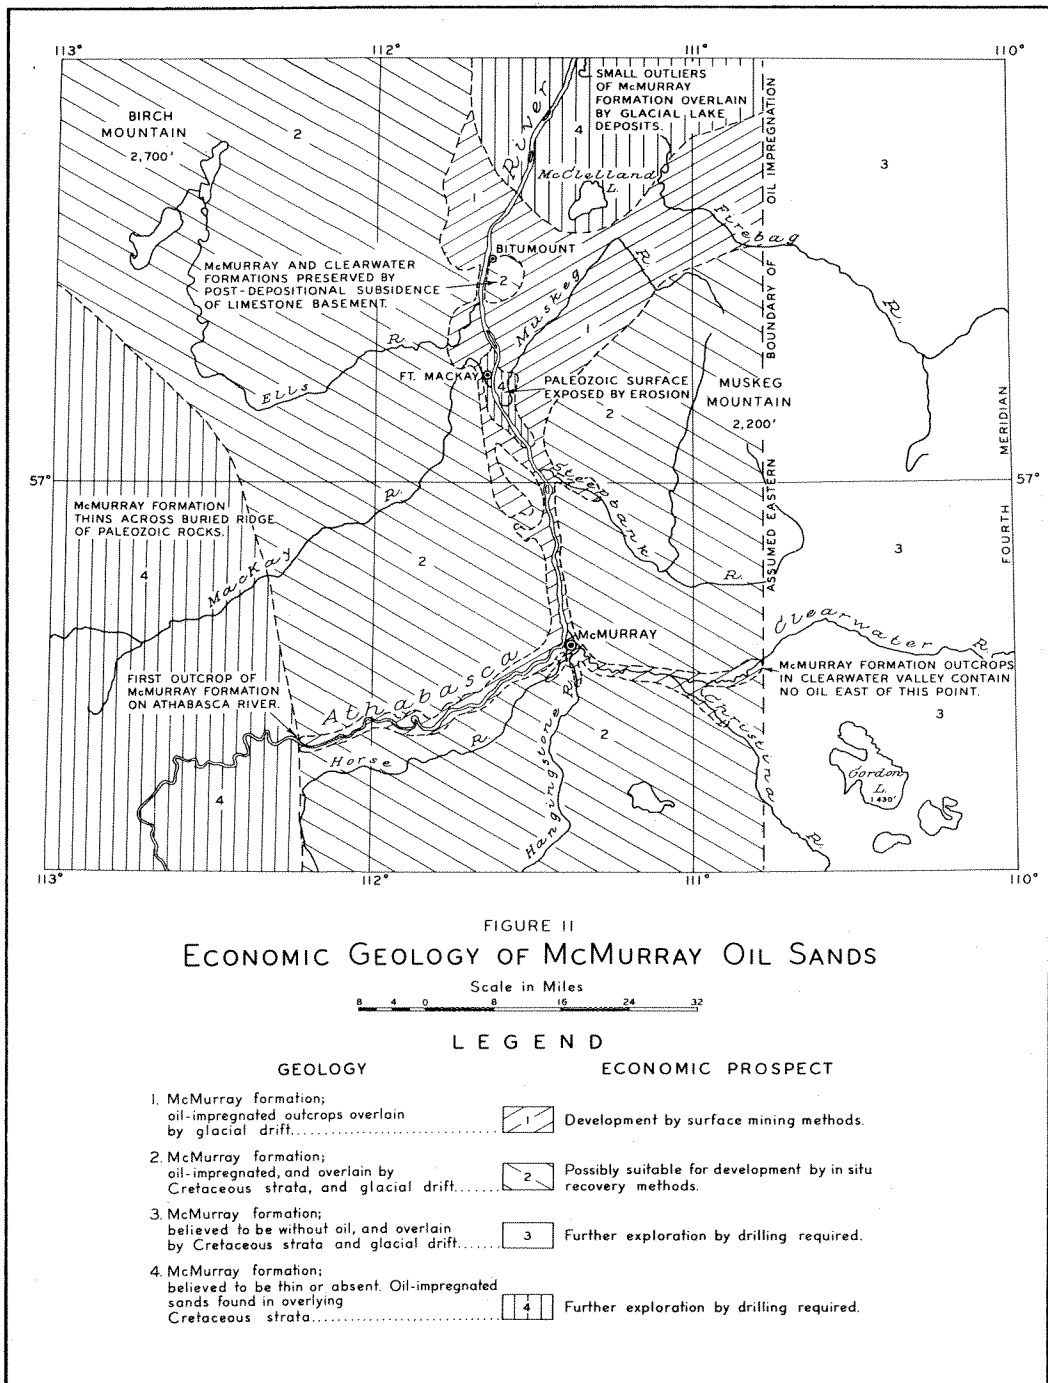 113°
112°
111°
110°
BIRCH
MOUNTAIN
2,700'
2
River
SMALL OUTLIERS
OF McMURRAY
FORMATION OVERLAIN
BY GLACIAL LAKE
DEPOSITS.
4
McClelland
L.
1
BOUNDARY OF OIL IMPREGNATION
3
Firebag
R.
BITUMOUNT
2
McMURRAY AND CLEARWATER
FORMATIONS PRESERVED BY
POST-DEPOSITIONAL SUBSIDENCE
OF LIMESTONE BASEMENT.
Muskeg
R.
1
Ells
R.
FT. MACKAY
4
PALEOZOIC SURFACE
EXPOSED BY EROSION
2
MUSKEG
MOUNTAIN
2,200'
FOURTH MERIDIAN
57°
57°
Steepbank
R.
ASSUMED EASTERN
McMURRAY FORMATION
THINS ACROSS BURIED RIDGE
OF PALEOZOIC ROCKS.
4
MacKay
R.
2
3
Clearwater
R.
McMURRAY
FIRST OUTCROP OF
McMURRAY FORMATION
ON ATHABASCA RIVER.
Athabasca
McMURRAY FORMATION OUTCROPS
IN CLEARWATER VALLEY CONTAIN
NO OIL EAST OF THIS POINT.
3
Horse
R.
Hangingstone
R.
2
Christina
R.
Gordon
L.
1430'
4
113°
112°
111°
110°
FIGURE II
ECONOMIC GEOLOGY OF McMURRAY OIL SANDS
Scale in Miles
8 4 0 8 16 24 32
LEGEND
GEOLOGY
ECONOMIC PROSPECT
1. McMurray formation;
oil-impregnated outcrops overlain
by glacial drift.................................... 1 Development by surface mining methods.
2. McMurray formation;
oil-impregnated, and overlain by
Cretaceous strata, and glacial drift....... 2 Possibly suitable for development by in situ
recovery methods.
3. McMurray formation;
believed to be without oil, and overlain
by Cretaceous strata and glacial drift....... 3 Further exploration by drilling required.
4. McMurray formation;
believed to be thin or absent. Oil-impregnated
sands found in overlying
Cretaceous strata................................ 4 Further exploration by drilling required.